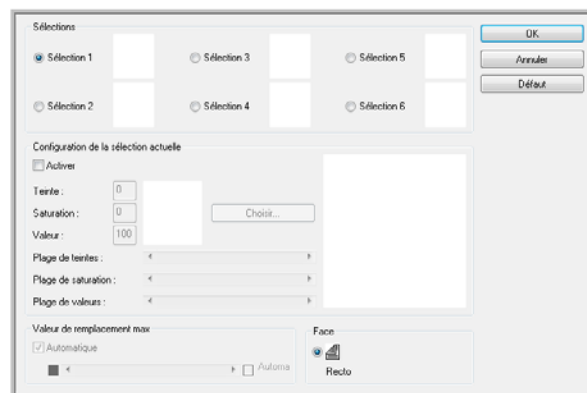 Sélections
OK
Sélection 1
Sélection 3
Sélection 5
Annuler
Défaut
Sélection 2
Sélection 4
Sélection 6
Configuration de la sélection actuelle
Activer
Teinte :
0
Saturation :
0
Choisir...
Valeur :
100
Plage de teintes :
Plage de saturation :
Plage de valeurs :
Valeur de remplacement max
Face
Automatique
Automa
Recto